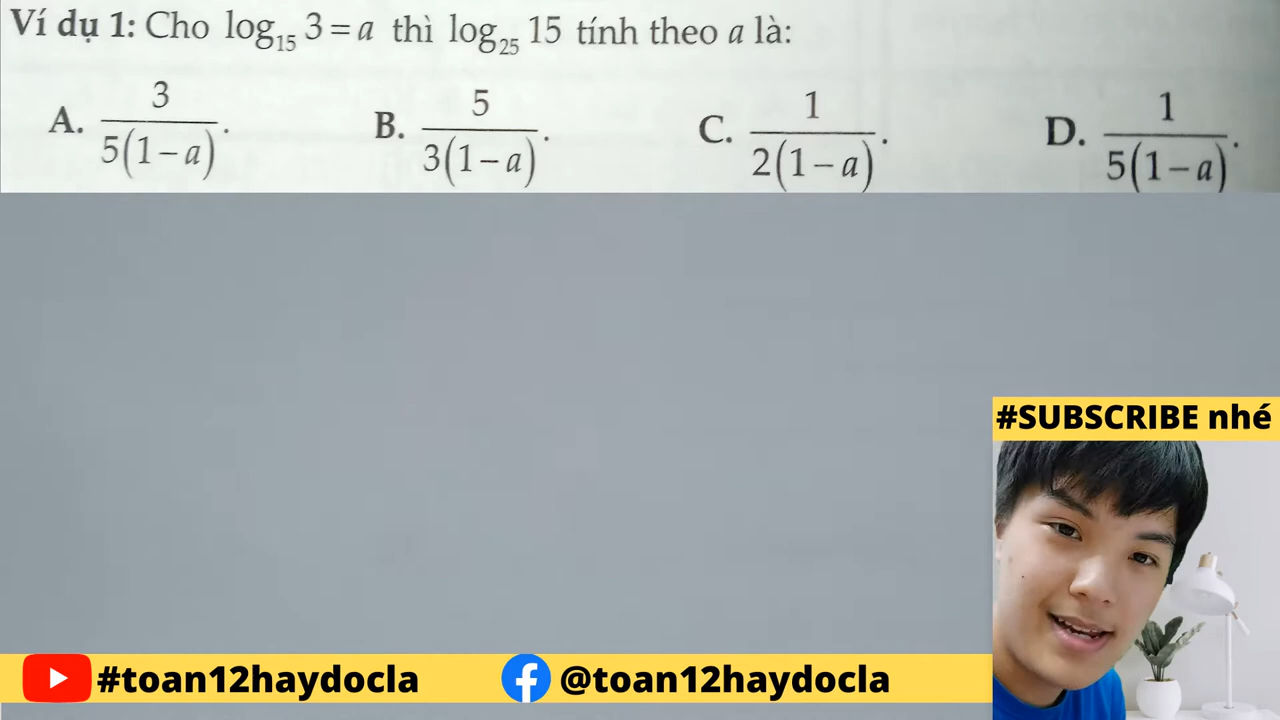 Ví dụ 1: Cho log₁₅ 3 = a thì log₂₅ 15 tính theo a là:
A. 3/(5(1−a)). B. 5/(3(1−a)). C. 1/(2(1−a)). D. 1/(5(1−a)).
#SUBSCRIBE nhé
#toan12haydocla @toan12haydocla